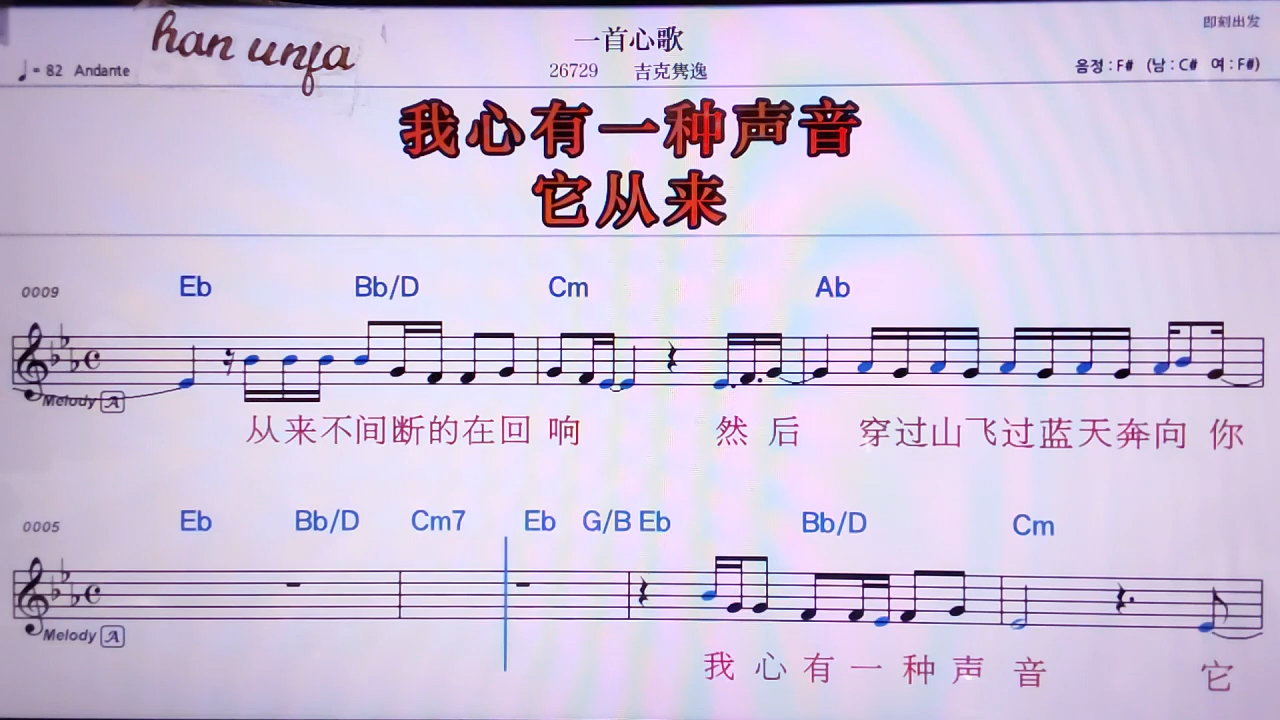 即刻出发
han unfa
一首心歌
♩= 82 Andante
26729 吉克隽逸
음정 : F# (남 : C# 여 : F#)
我心有一种声音
它从来
0009 Eb Bb/D Cm Ab
Melody A
从来不间断的在回响 然后 穿过山飞过蓝天奔向你
0005 Eb Bb/D Cm7 Eb G/B Eb Bb/D Cm
Melody A
我心有一种声音 它